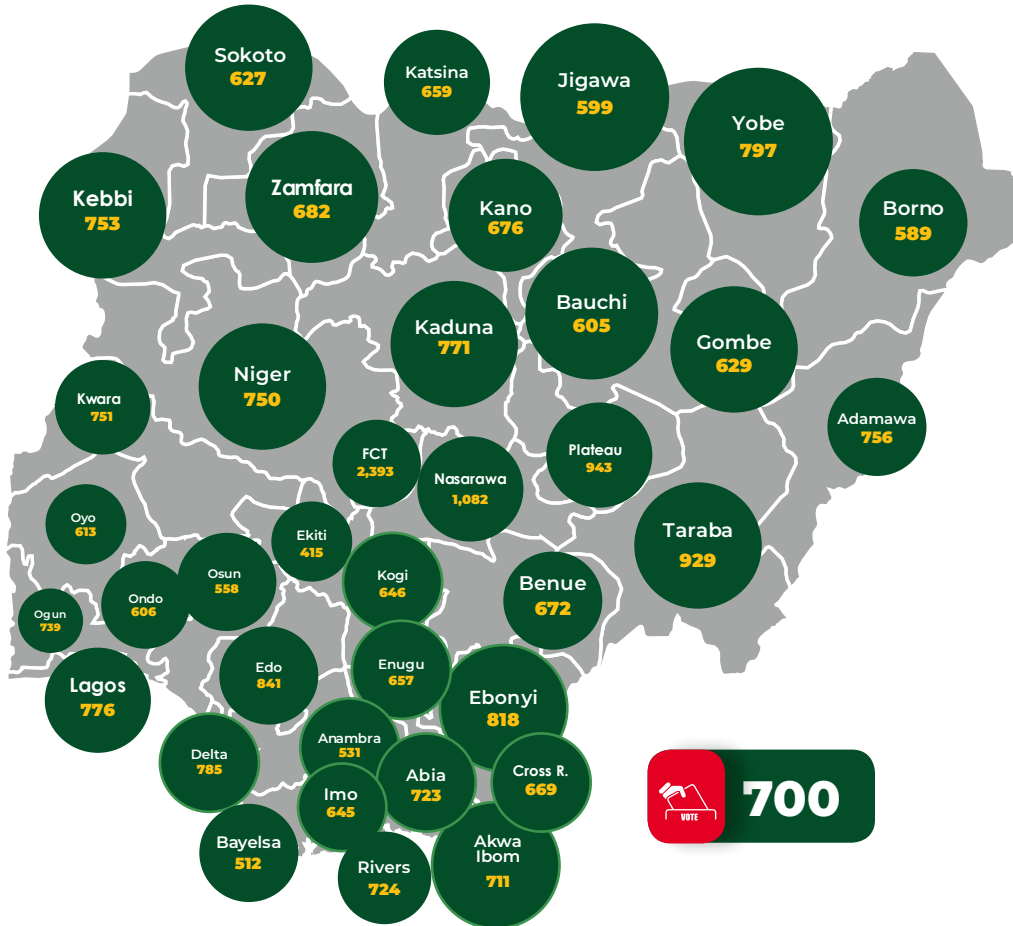 Sokoto
627
Katsina
659
Jigawa
599
Yobe
797
Kebbi
753
Zamfara
682
Kano
676
Borno
589
Bauchi
605
Kaduna
771
Gombe
629
Niger
750
Kwara
751
Adamawa
756
FCT
2,393
Nasarawa
1,082
Plateau
943
Oyo
613
Ekiti
415
Taraba
929
Osun
558
Kogi
646
Benue
672
Ondo
606
Ogun
739
Edo
841
Enugu
657
Lagos
776
Ebonyi
818
Delta
785
Anambra
531
Abia
723
Cross R.
669
Imo
645
VOTE
700
Bayelsa
512
Rivers
724
Akwa
Ibom
711